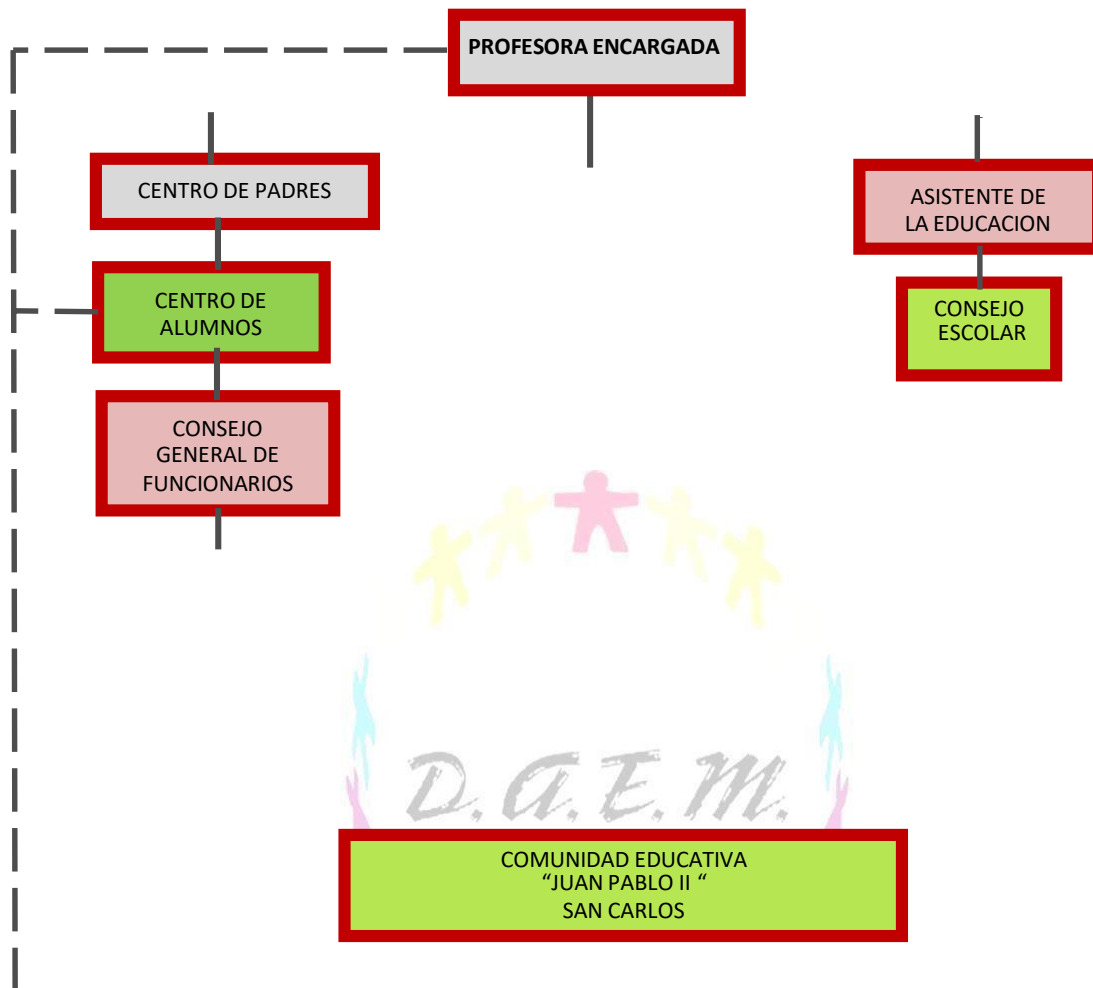 PROFESORA ENCARGADA
CENTRO DE PADRES
CENTRO DE
ALUMNOS
CONSEJO
GENERAL DE
FUNCIONARIOS
ASISTENTE DE
LA EDUCACION
CONSEJO
ESCOLAR
D.A.E.M.
COMUNIDAD EDUCATIVA
“JUAN PABLO II “
SAN CARLOS